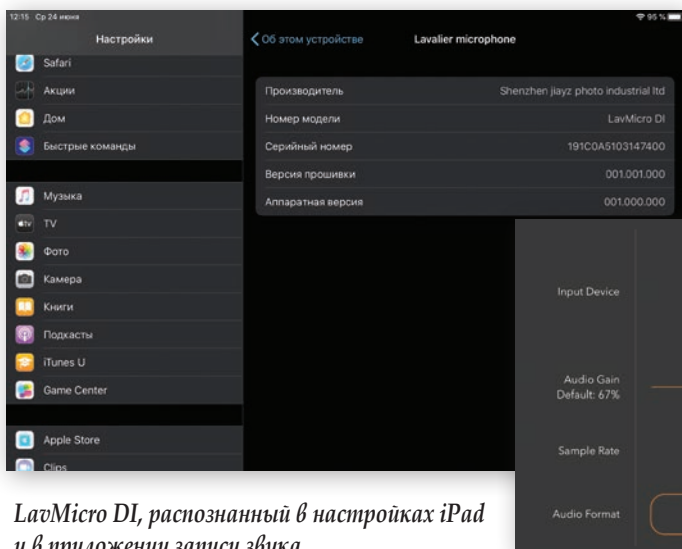 12:15 Ср 24 июня
95 %
Настройки
Об этом устройстве
Lavalier microphone
Safari
Акции
Дом
Быстрые команды
Музыка
TV
Фото
Камера
Книги
Подкасты
iTunes U
Game Center
Apple Store
Clips
Производитель Shenzhen jiayz photo industrial ltd
Номер модели LavMicro DI
Серийный номер 191C0A5103147400
Версия прошивки 001.001.000
Аппаратная версия 001.000.000
Input Device
Audio Gain
Default: 67%
Sample Rate
Audio Format
LavMicro DI, распознанный в настройках iPad
и в приложении записи звука